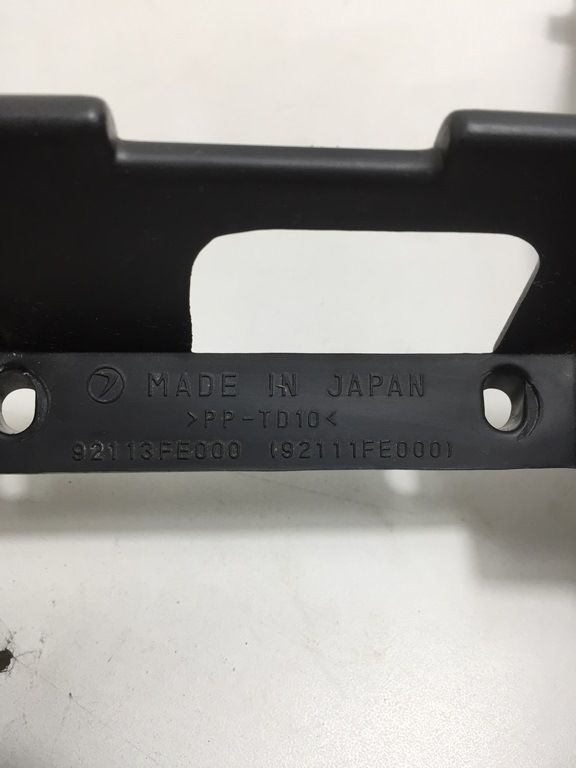 MADE IN JAPAN
>PP-TD10<
92113FE000 (92111FE000)